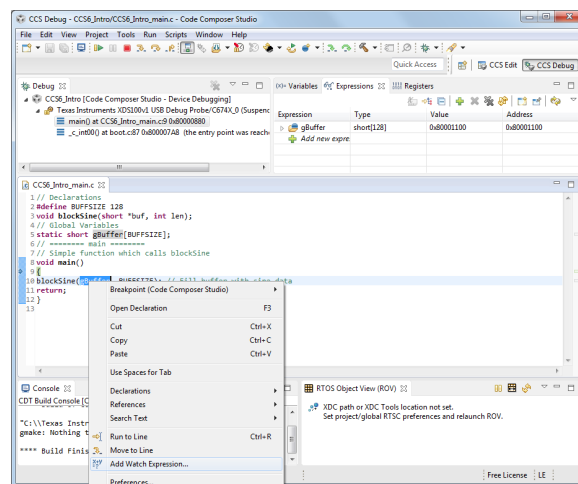 CCS Debug - CCS6_Intro/CCS6_Intro_main.c - Code Composer Studio
File Edit View Project Tools Run Scripts Window Help
Quick Access CCS Edit CCS Debug
Debug
CCS6_Intro [Code Composer Studio - Device Debugging]
Texas Instruments XDS100v1 USB Debug Probe/C674X_0 (Suspend
main() at CCS6_Intro_main.c:9 0x80000880
_c_int00() at boot.c:87 0x800007A8 (the entry point was reach
(x)= Variables Expressions Registers
Expression Type Value Address
gBuffer short[128] 0x80001100 0x80001100
Add new expre
CCS6_Intro_main.c
1 // Declarations
2 #define BUFFSIZE 128
3 void blockSine(short *buf, int len);
4 // Global Variables
5 static short gBuffer[BUFFSIZE];
6 // ======== main ========
7 // Simple function which calls blockSine
8 void main()
9 {
10 blockSine(gBuffer, BUFFSIZE); // Fill buffer with sine data
11 return;
12 }
13
Breakpoint (Code Composer Studio)
Open Declaration F3
Cut Ctrl+X
Copy Ctrl+C
Paste Ctrl+V
Use Spaces for Tab
Declarations
References
Search Text
Run to Line Ctrl+R
Move to Line
Add Watch Expression...
Preferences...
Console
CDT Build Console [C
"C:\\Texas Instr
gmake: Nothing t
**** Build Finis
RTOS Object View (ROV)
XDC path or XDC Tools location not set.
Set project/global RTSC preferences and relaunch ROV.
Free License LE